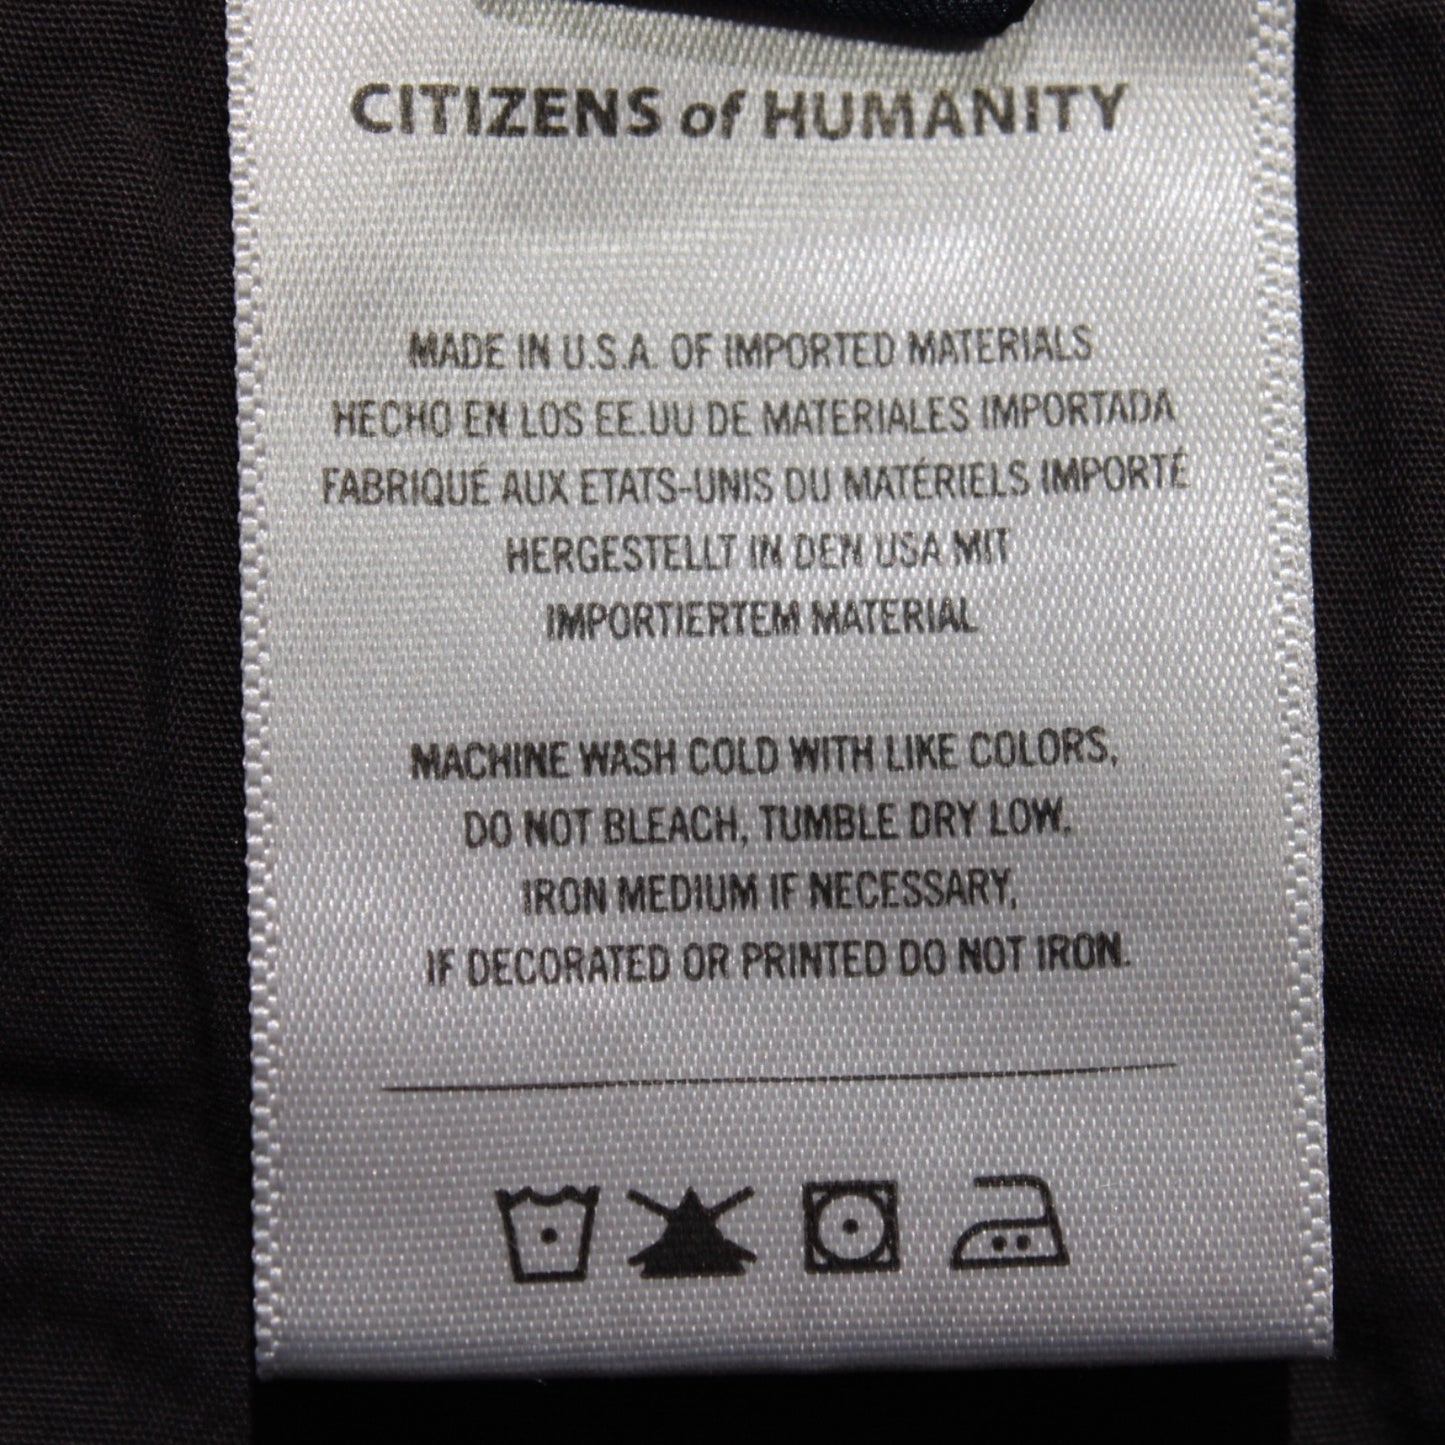 CITIZENS of HUMANITY
MADE IN U.S.A. OF IMPORTED MATERIALS
HECHO EN LOS EE.UU DE MATERIALES IMPORTADA
FABRIQUÉ AUX ETATS-UNIS DU MATÉRIELS IMPORTÉ
HERGESTELLT IN DEN USA MIT
IMPORTIERTEM MATERIAL
MACHINE WASH COLD WITH LIKE COLORS,
DO NOT BLEACH, TUMBLE DRY LOW,
IRON MEDIUM IF NECESSARY,
IF DECORATED OR PRINTED DO NOT IRON.